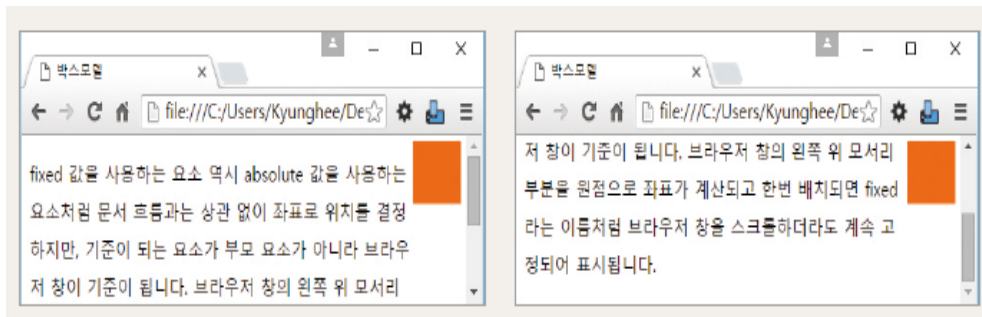 박스모델
file:///C:/Users/Kyunghee/De
fixed 값을 사용하는 요소 역시 absolute 값을 사용하는
요소처럼 문서 흐름과는 상관 없이 좌표로 위치를 결정
하지만, 기준이 되는 요소가 부모 요소가 아니라 브라우
저 창이 기준이 됩니다. 브라우저 창의 왼쪽 위 모서리
박스모델
file:///C:/Users/Kyunghee/De
저 창이 기준이 됩니다. 브라우저 창의 왼쪽 위 모서리
부분을 원점으로 좌표가 계산되고 한번 배치되면 fixed
라는 이름처럼 브라우저 창을 스크롤하더라도 계속 고
정되어 표시됩니다.